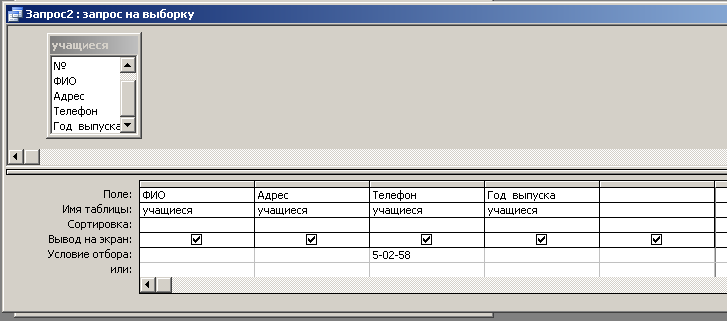 Запрос2 : запрос на выборку
учащиеся
№
ФИО
Адрес
Телефон
Год выпуска
Поле: ФИО Адрес Телефон Год выпуска
Имя таблицы: учащиеся учащиеся учащиеся учащиеся
Сортировка:
Вывод на экран:
Условие отбора: 5-02-58
или: